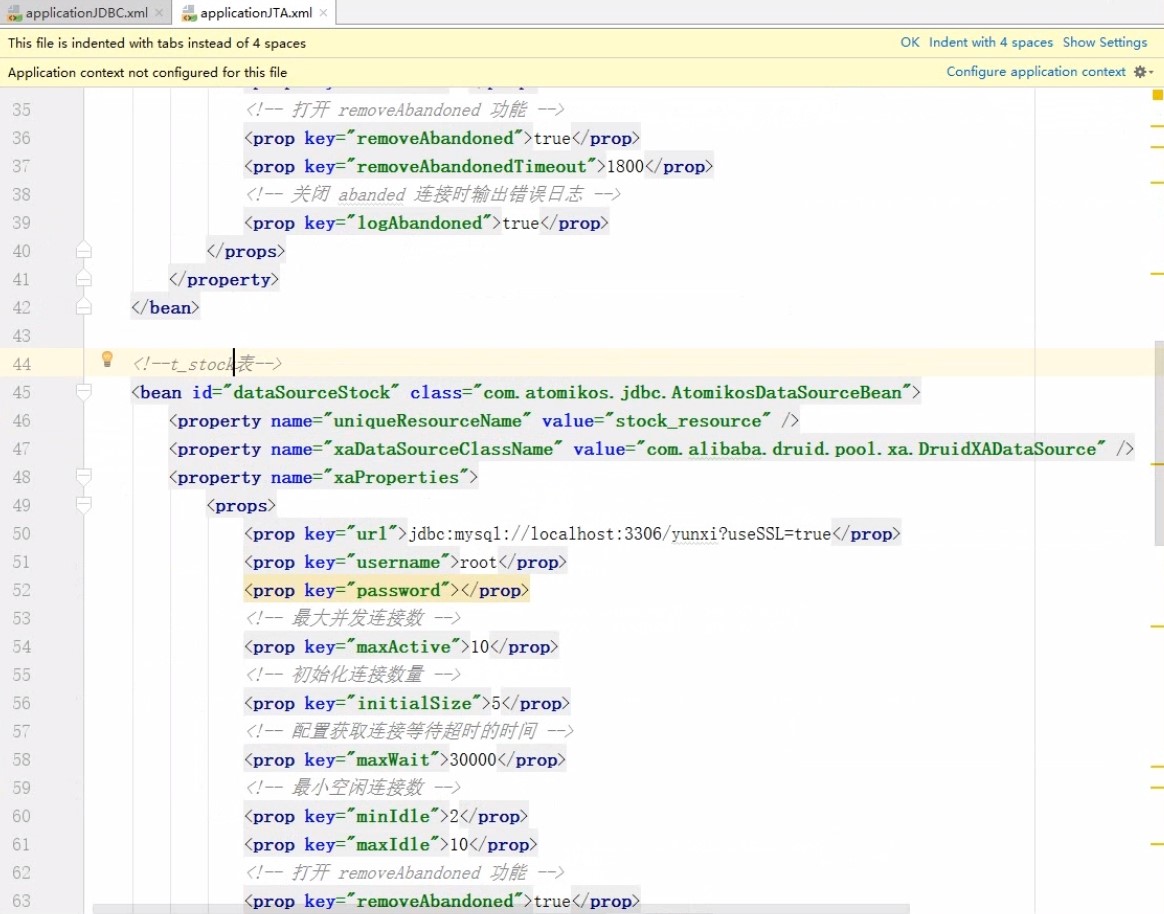 applicationJDBC.xml applicationJTA.xml
This file is indented with tabs instead of 4 spaces OK Indent with 4 spaces Show Settings
Application context not configured for this file Configure application context
35 <!-- 打开 removeAbandoned 功能 -->
36 <prop key="removeAbandoned">true</prop>
37 <prop key="removeAbandonedTimeout">1800</prop>
38 <!-- 关闭 abanded 连接时输出错误日志 -->
39 <prop key="logAbandoned">true</prop>
40 </props>
41 </property>
42 </bean>
43
44 <!--t_stock表-->
45 <bean id="dataSourceStock" class="com.atomikos.jdbc.AtomikosDataSourceBean">
46 <property name="uniqueResourceName" value="stock_resource" />
47 <property name="xaDataSourceClassName" value="com.alibaba.druid.pool.xa.DruidXADataSource" />
48 <property name="xaProperties">
49 <props>
50 <prop key="url">jdbc:mysql://localhost:3306/yunxi?useSSL=true</prop>
51 <prop key="username">root</prop>
52 <prop key="password"></prop>
53 <!-- 最大并发连接数 -->
54 <prop key="maxActive">10</prop>
55 <!-- 初始化连接数量 -->
56 <prop key="initialSize">5</prop>
57 <!-- 配置获取连接等待超时的时间 -->
58 <prop key="maxWait">30000</prop>
59 <!-- 最小空闲连接数 -->
60 <prop key="minIdle">2</prop>
61 <prop key="maxIdle">10</prop>
62 <!-- 打开 removeAbandoned 功能 -->
63 <prop key="removeAbandoned">true</prop>